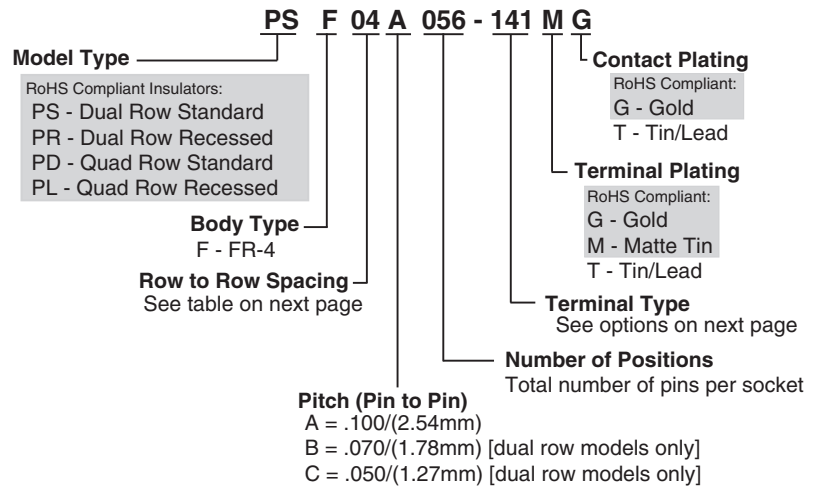 PS F 04 A 056 - 141 M G
Model Type
RoHS Compliant Insulators:
PS - Dual Row Standard
PR - Dual Row Recessed
PD - Quad Row Standard
PL - Quad Row Recessed
Body Type
F - FR-4
Row to Row Spacing
See table on next page
Pitch (Pin to Pin)
A = .100/(2.54mm)
B = .070/(1.78mm) [dual row models only]
C = .050/(1.27mm) [dual row models only]
Contact Plating
RoHS Compliant:
G - Gold
T - Tin/Lead
Terminal Plating
RoHS Compliant:
G - Gold
M - Matte Tin
T - Tin/Lead
Terminal Type
See options on next page
Number of Positions
Total number of pins per socket